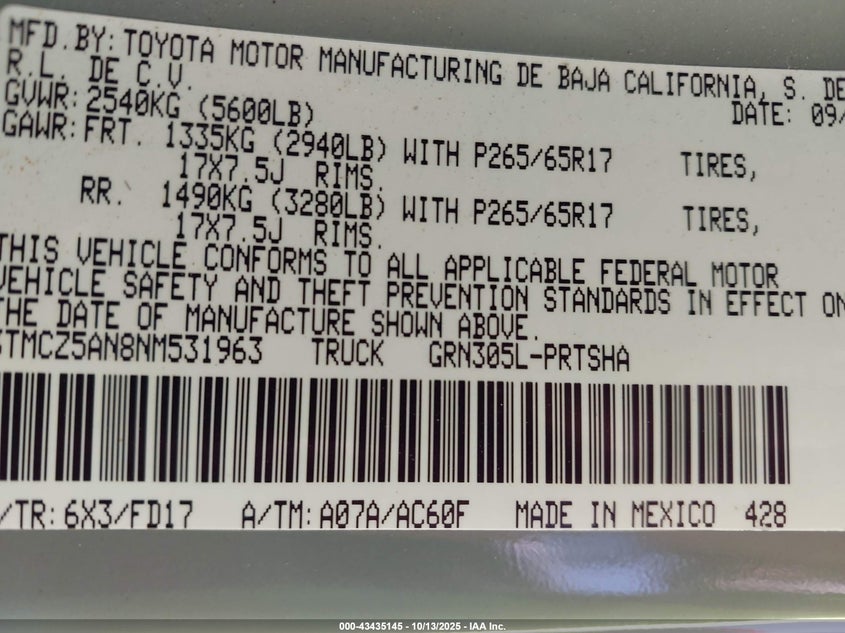 MFD. BY: TOYOTA MOTOR MANUFACTURING DE BAJA CALIFORNIA, S. DE
R.L. DE C.V.
DATE: 09/
GVWR: 2540KG (5600LB)
GAWR: FRT. 1335KG (2940LB) WITH P265/65R17 TIRES,
17X7.5J RIMS.
RR. 1490KG (3280LB) WITH P265/65R17 TIRES,
17X7.5J RIMS.
THIS VEHICLE CONFORMS TO ALL APPLICABLE FEDERAL MOTOR
VEHICLE SAFETY AND THEFT PREVENTION STANDARDS IN EFFECT ON
THE DATE OF MANUFACTURE SHOWN ABOVE.
3TMCZ5AN8NM531963 TRUCK GRN305L-PRTSHA
/TR: 6X3/FD17 A/TM: A07A/AC60F MADE IN MEXICO 428
000-43435145 - 10/13/2025 - IAA Inc.